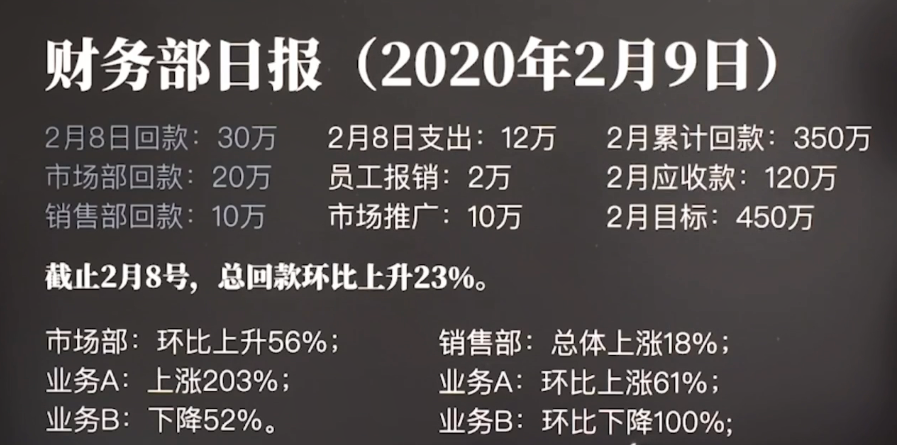 财务部日报（2020年2月9日）
2月8日回款：30万 2月8日支出：12万 2月累计回款：350万
市场部回款：20万 员工报销：2万 2月应收款：120万
销售部回款：10万 市场推广：10万 2月目标：450万
截止2月8号，总回款环比上升23%。
市场部：环比上升56%； 销售部：总体上涨18%；
业务A：上涨203%； 业务A：环比上涨61%；
业务B：下降52%。 业务B：环比下降100%;